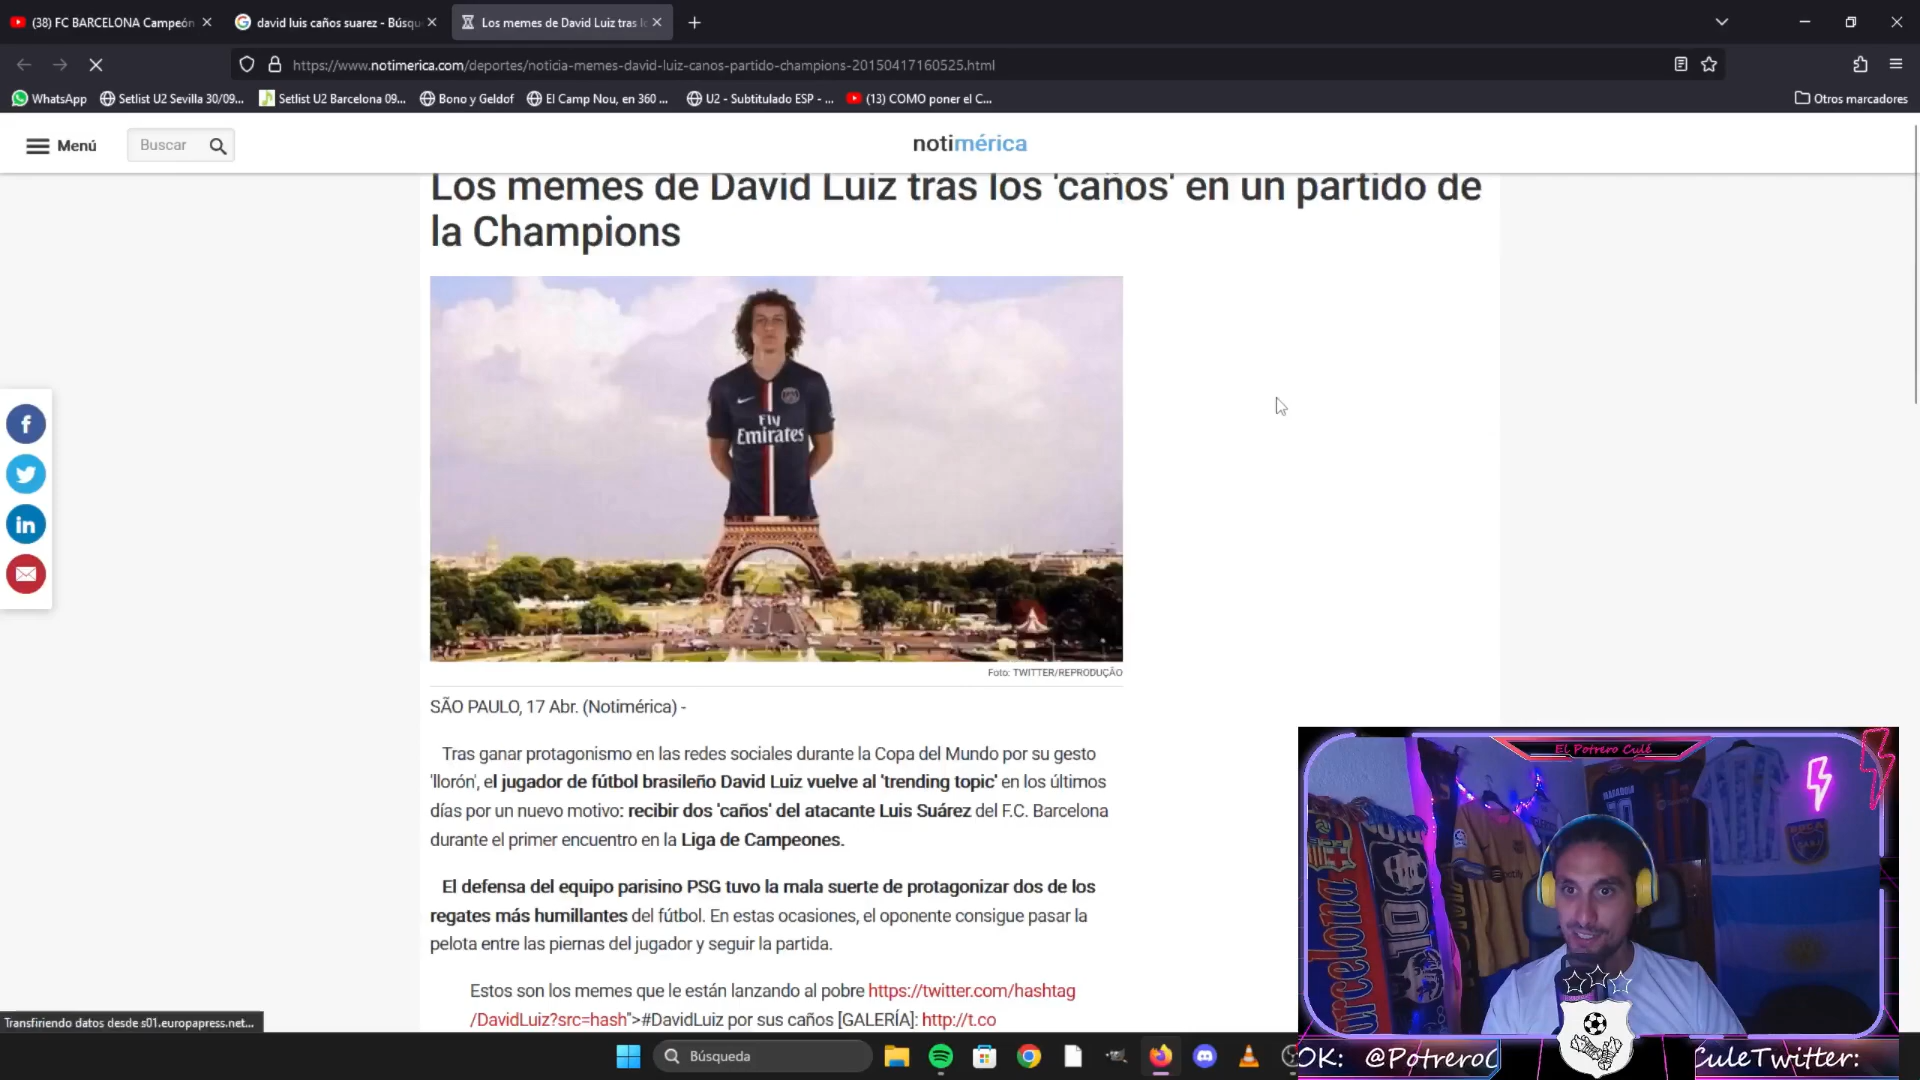 (38) FC BARCELONA Campeón
david luis caños suarez - Búsqu
Los memes de David Luiz tras lo
https://www.notimerica.com/deportes/noticia-memes-david-luiz-canos-partido-champions-20150417160525.html
WhatsApp
Setlist U2 Sevilla 30/09...
Setlist U2 Barcelona 09...
Bono y Geldof
El Camp Nou, en 360 ...
U2 - Subtitulado ESP - ...
(13) COMO poner el C...
Otros marcadores
Menú
Buscar
notimérica
Los memes de David Luiz tras los 'caños' en un partido de
la Champions
Fly
Emirates
Foto: TWITTER/REPRODUÇÃO
SÃO PAULO, 17 Abr. (Notimérica) -
Tras ganar protagonismo en las redes sociales durante la Copa del Mundo por su gesto
'llorón', el jugador de fútbol brasileño David Luiz vuelve al 'trending topic' en los últimos
días por un nuevo motivo: recibir dos 'caños' del atacante Luis Suárez del F.C. Barcelona
durante el primer encuentro en la Liga de Campeones.
El defensa del equipo parisino PSG tuvo la mala suerte de protagonizar dos de los
regates más humillantes del fútbol. En estas ocasiones, el oponente consigue pasar la
pelota entre las piernas del jugador y seguir la partida.
Estos son los memes que le están lanzando al pobre https://twitter.com/hashtag
/DavidLuiz?src=hash">#DavidLuiz por sus caños [GALERÍA]: http://t.co
Transfiriendo datos desde s01.europapress.net...
El Potrero Culé
Barcelona
10
BOCA
Búsqueda
OK: @PotreroC
CuleTwitter: